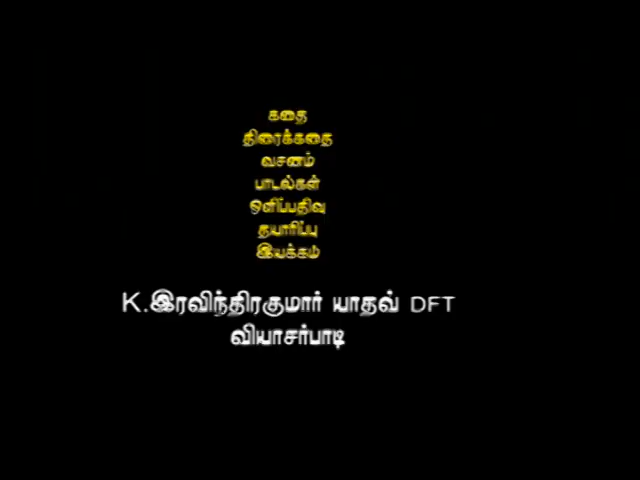 கதை
திரைக்கதை
வசனம்
பாடல்கள்
ஒளிப்பதிவு
தயாரிப்பு
இயக்கம்
K.இரவிந்திரகுமார் யாதவ் DFT
வியாசர்பாடி